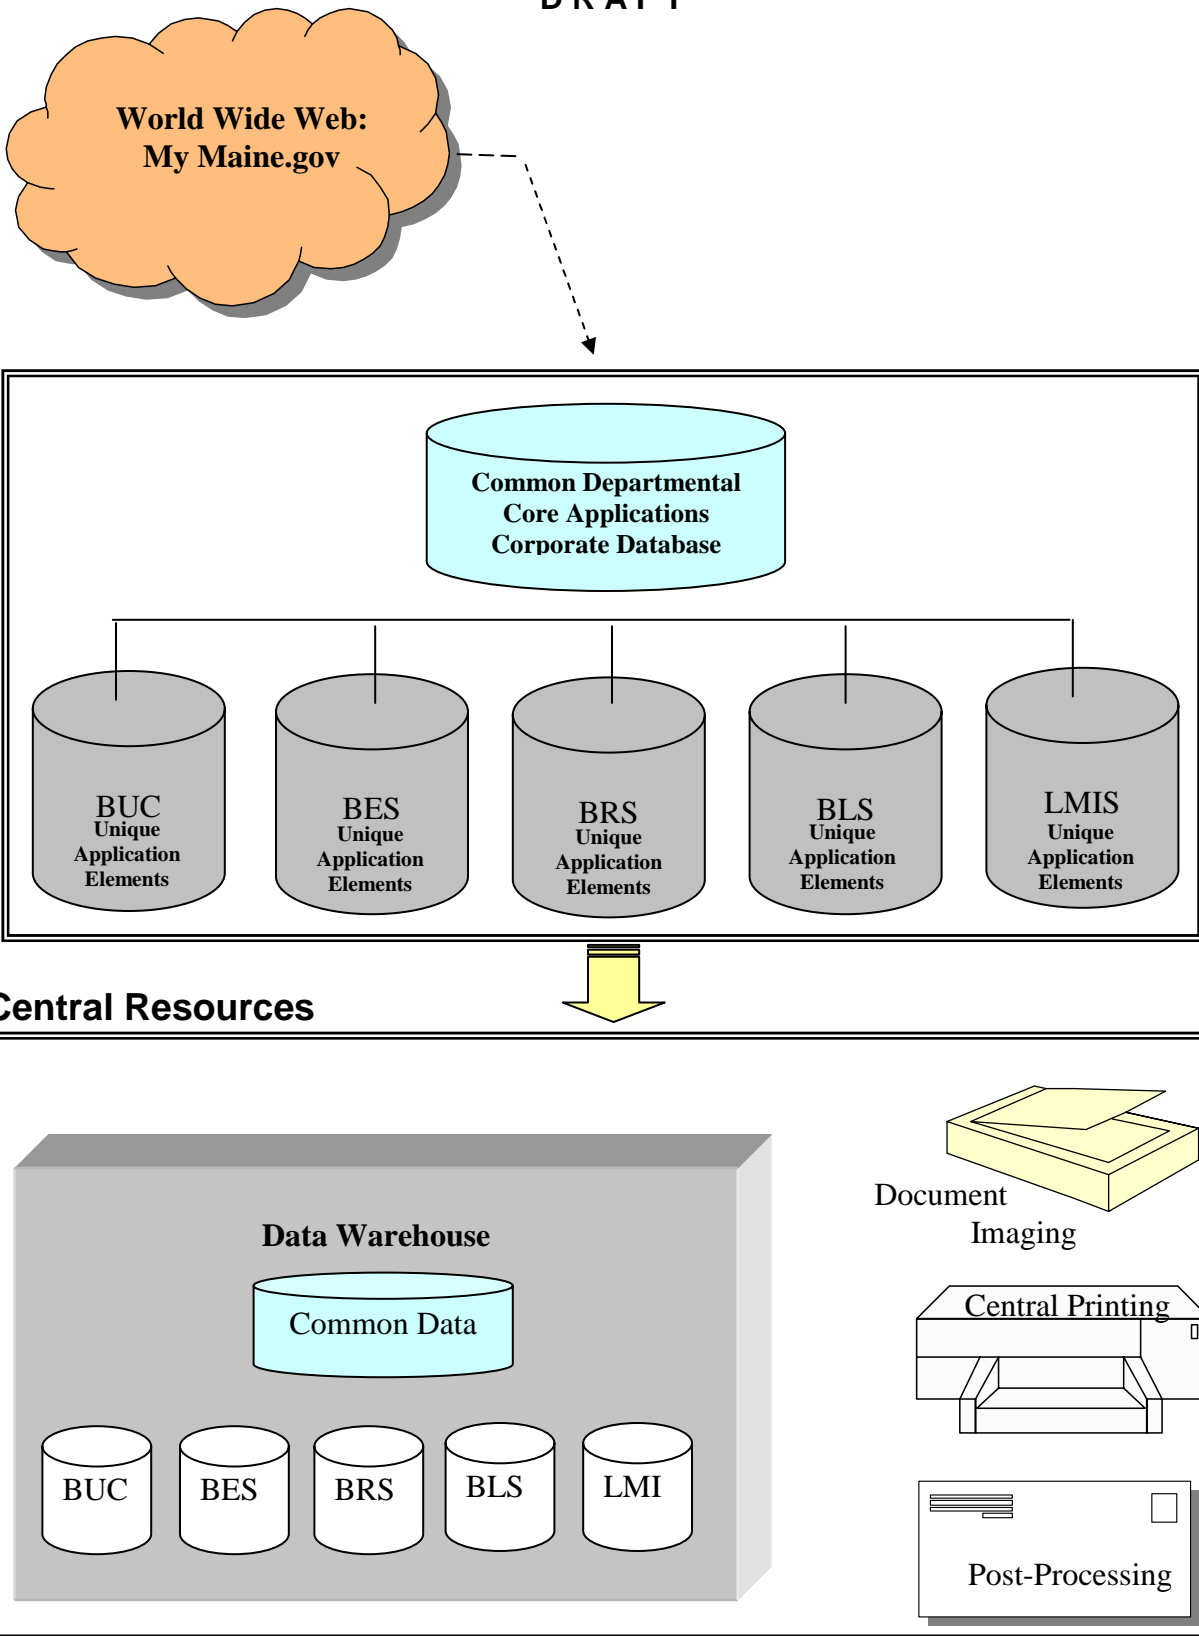 DRAFT
World Wide Web:
My Maine.gov
Common Departmental
Core Applications
Corporate Database
BUC
Unique
Application
Elements
BES
Unique
Application
Elements
BRS
Unique
Application
Elements
BLS
Unique
Application
Elements
LMIS
Unique
Application
Elements
Central Resources
Data Warehouse
Common Data
BUC
BES
BRS
BLS
LMI
Document
Imaging
Central Printing
Post-Processing